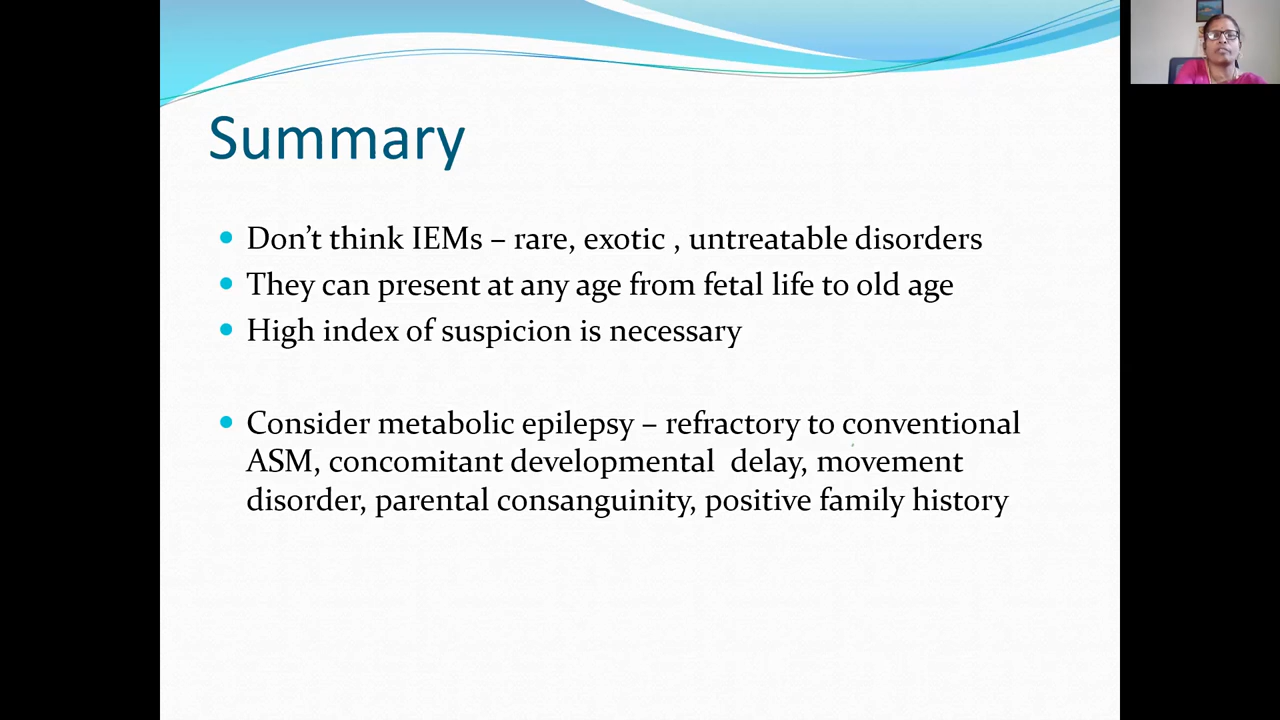 Summary
Don't think IEMs – rare, exotic , untreatable disorders
They can present at any age from fetal life to old age
High index of suspicion is necessary
Consider metabolic epilepsy – refractory to conventional
ASM, concomitant developmental  delay, movement
disorder, parental consanguinity, positive family history